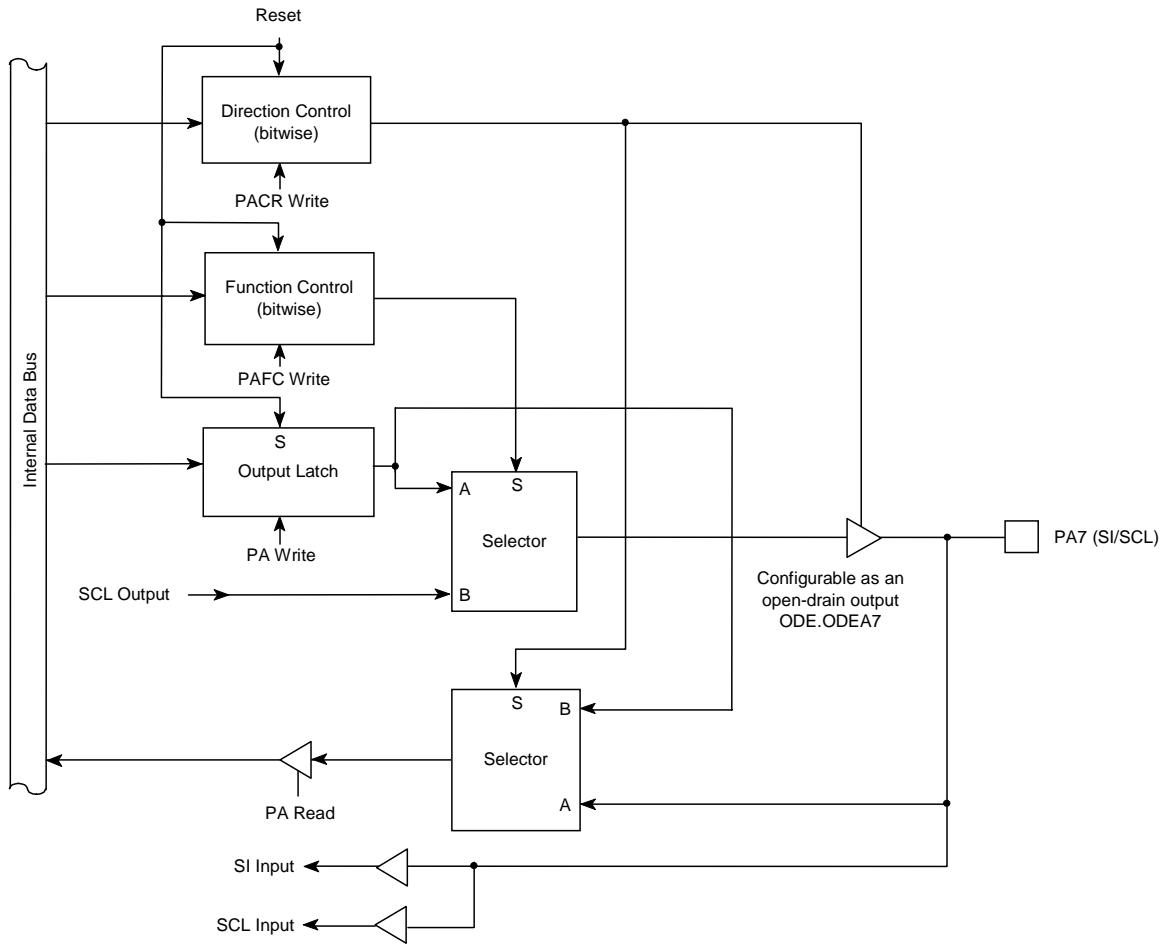 Reset
Direction Control
(bitwise)
PACR Write
Function Control
(bitwise)
PAFC Write
Internal Data Bus
S
Output Latch
PA Write
A
S
Selector
B
SCL Output
PA7 (SI/SCL)
Configurable as an
open-drain output
ODE.ODEA7
S
B
Selector
A
PA Read
SI Input
SCL Input